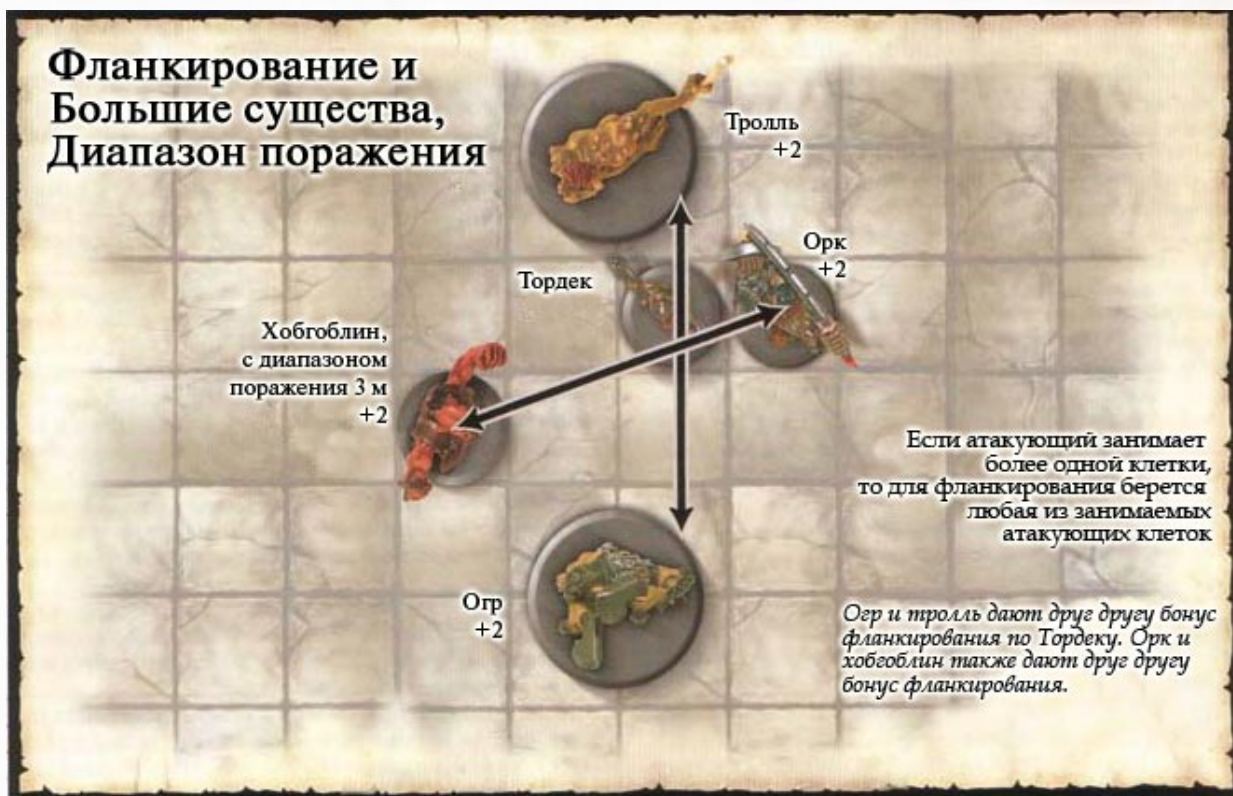 Фланкирование и
Большие существа,
Диапазон поражения
Тролль
+2
Орк
+2
Тордек
Хобгоблин,
с диапазоном
поражения 3 м
+2
Если атакующий занимает
более одной клетки,
то для фланкирования берется
любая из занимаемых
атакующих клеток
Огр
+2
Огр и тролль дают друг другу бонус
фланкирования по Тордеку. Орк и
хобгоблин также дают друг другу
бонус фланкирования.